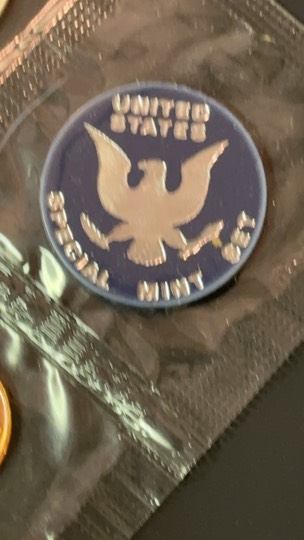 UNITED
STATES
SPECIAL MINT SET